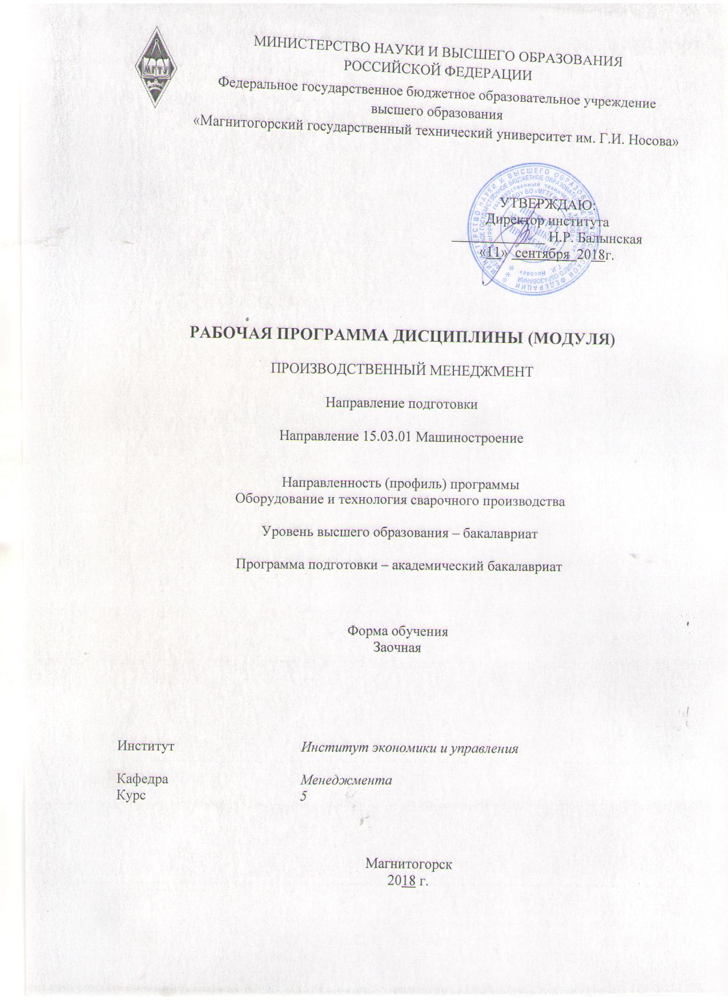 МГТУ
МИНИСТЕРСТВО НАУКИ И ВЫСШЕГО ОБРАЗОВАНИЯ
РОССИЙСКОЙ ФЕДЕРАЦИИ
Федеральное государственное бюджетное образовательное учреждение
высшего образования
«Магнитогорский государственный технический университет им. Г.И. Носова»
УТВЕРЖДАЮ:
Директор института
Н.Р. Балынская
«11» сентября 2018г.
РАБОЧАЯ ПРОГРАММА ДИСЦИПЛИНЫ (МОДУЛЯ)
ПРОИЗВОДСТВЕННЫЙ МЕНЕДЖМЕНТ
Направление подготовки
Направление 15.03.01 Машиностроение
Направленность (профиль) программы
Оборудование и технология сварочного производства
Уровень высшего образования – бакалавриат
Программа подготовки – академический бакалавриат
Форма обучения
Заочная
Институт Институт экономики и управления
Кафедра Менеджмента
Курс 5
Магнитогорск
2018 г.